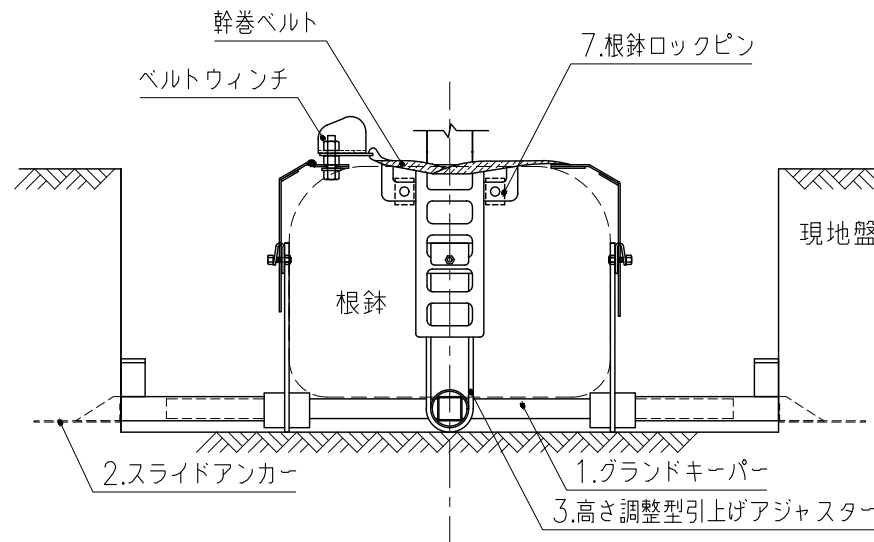 幹巻ベルト
7.根鉢ロックピン
ベルトウィンチ
現地盤
根鉢
2.スライドアンカー
1.グランドキーパー
3.高さ調整型引上げアジャスター